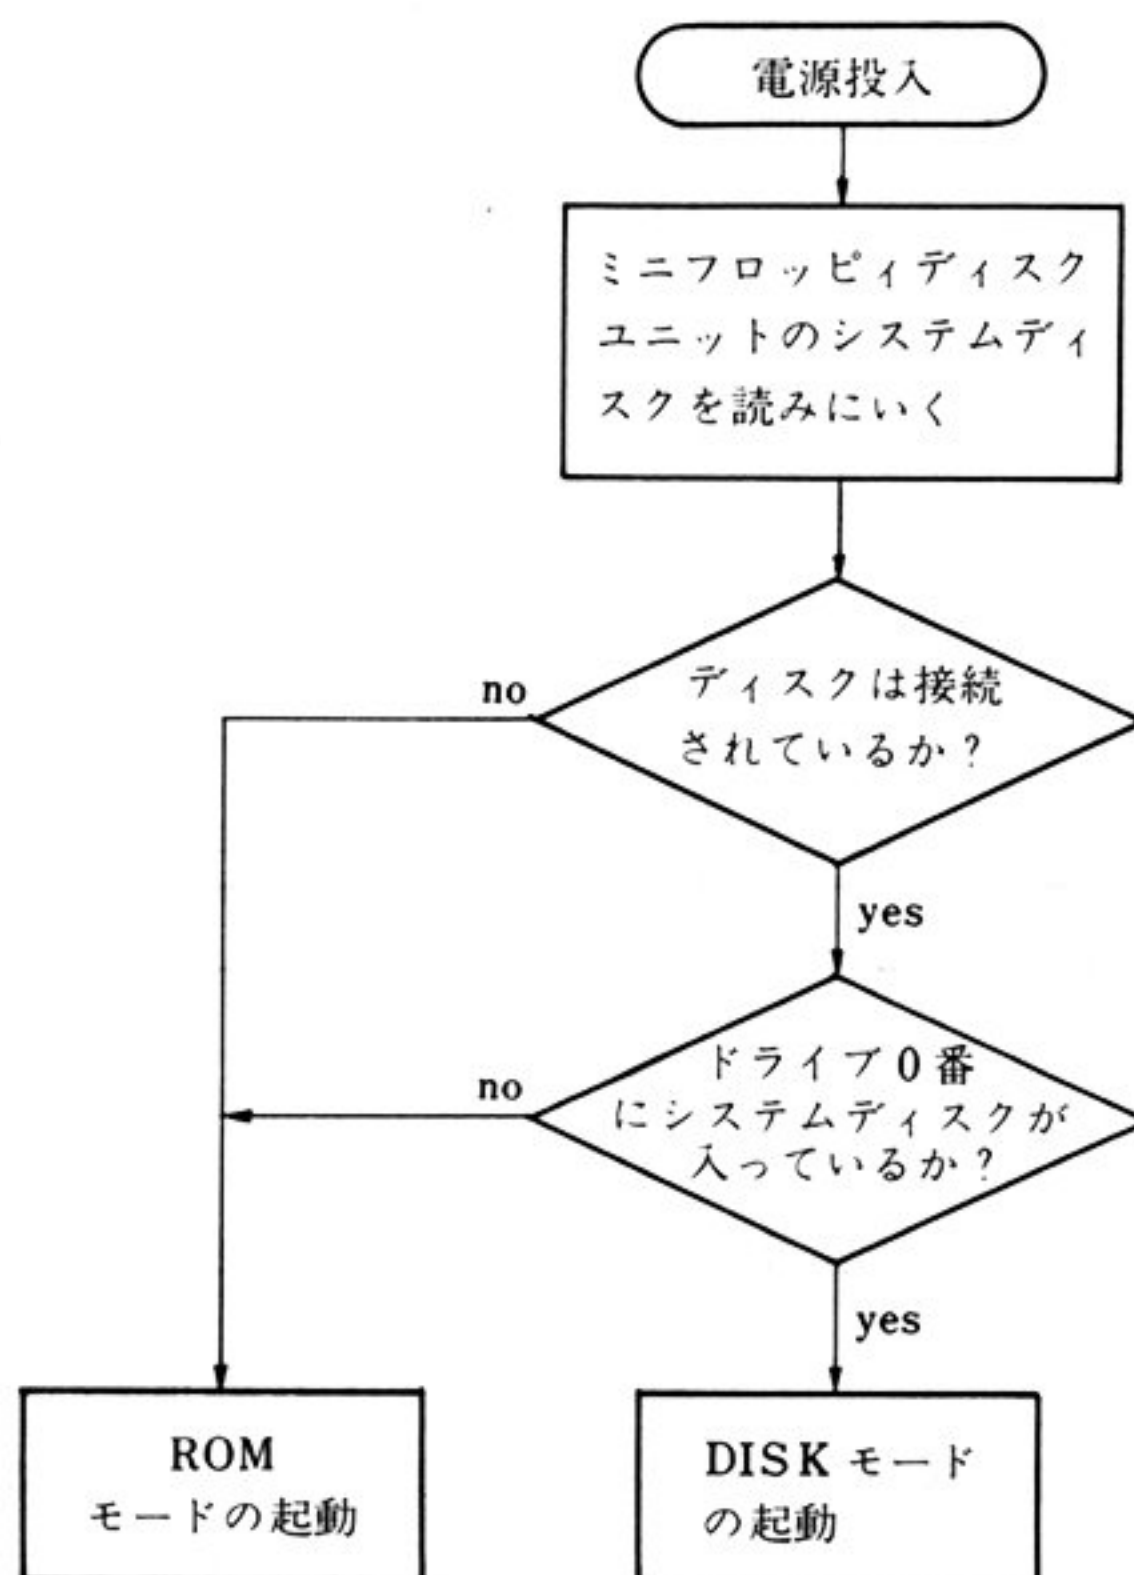 電源投入
ミニフロッピィディスク
ユニットのシステムディ
スクを読みにいく
no
ディスクは接続
されているか？
yes
no
ドライブ0番
にシステムディスクが
入っているか？
yes
ROM
モードの起動
DISK モード
の起動